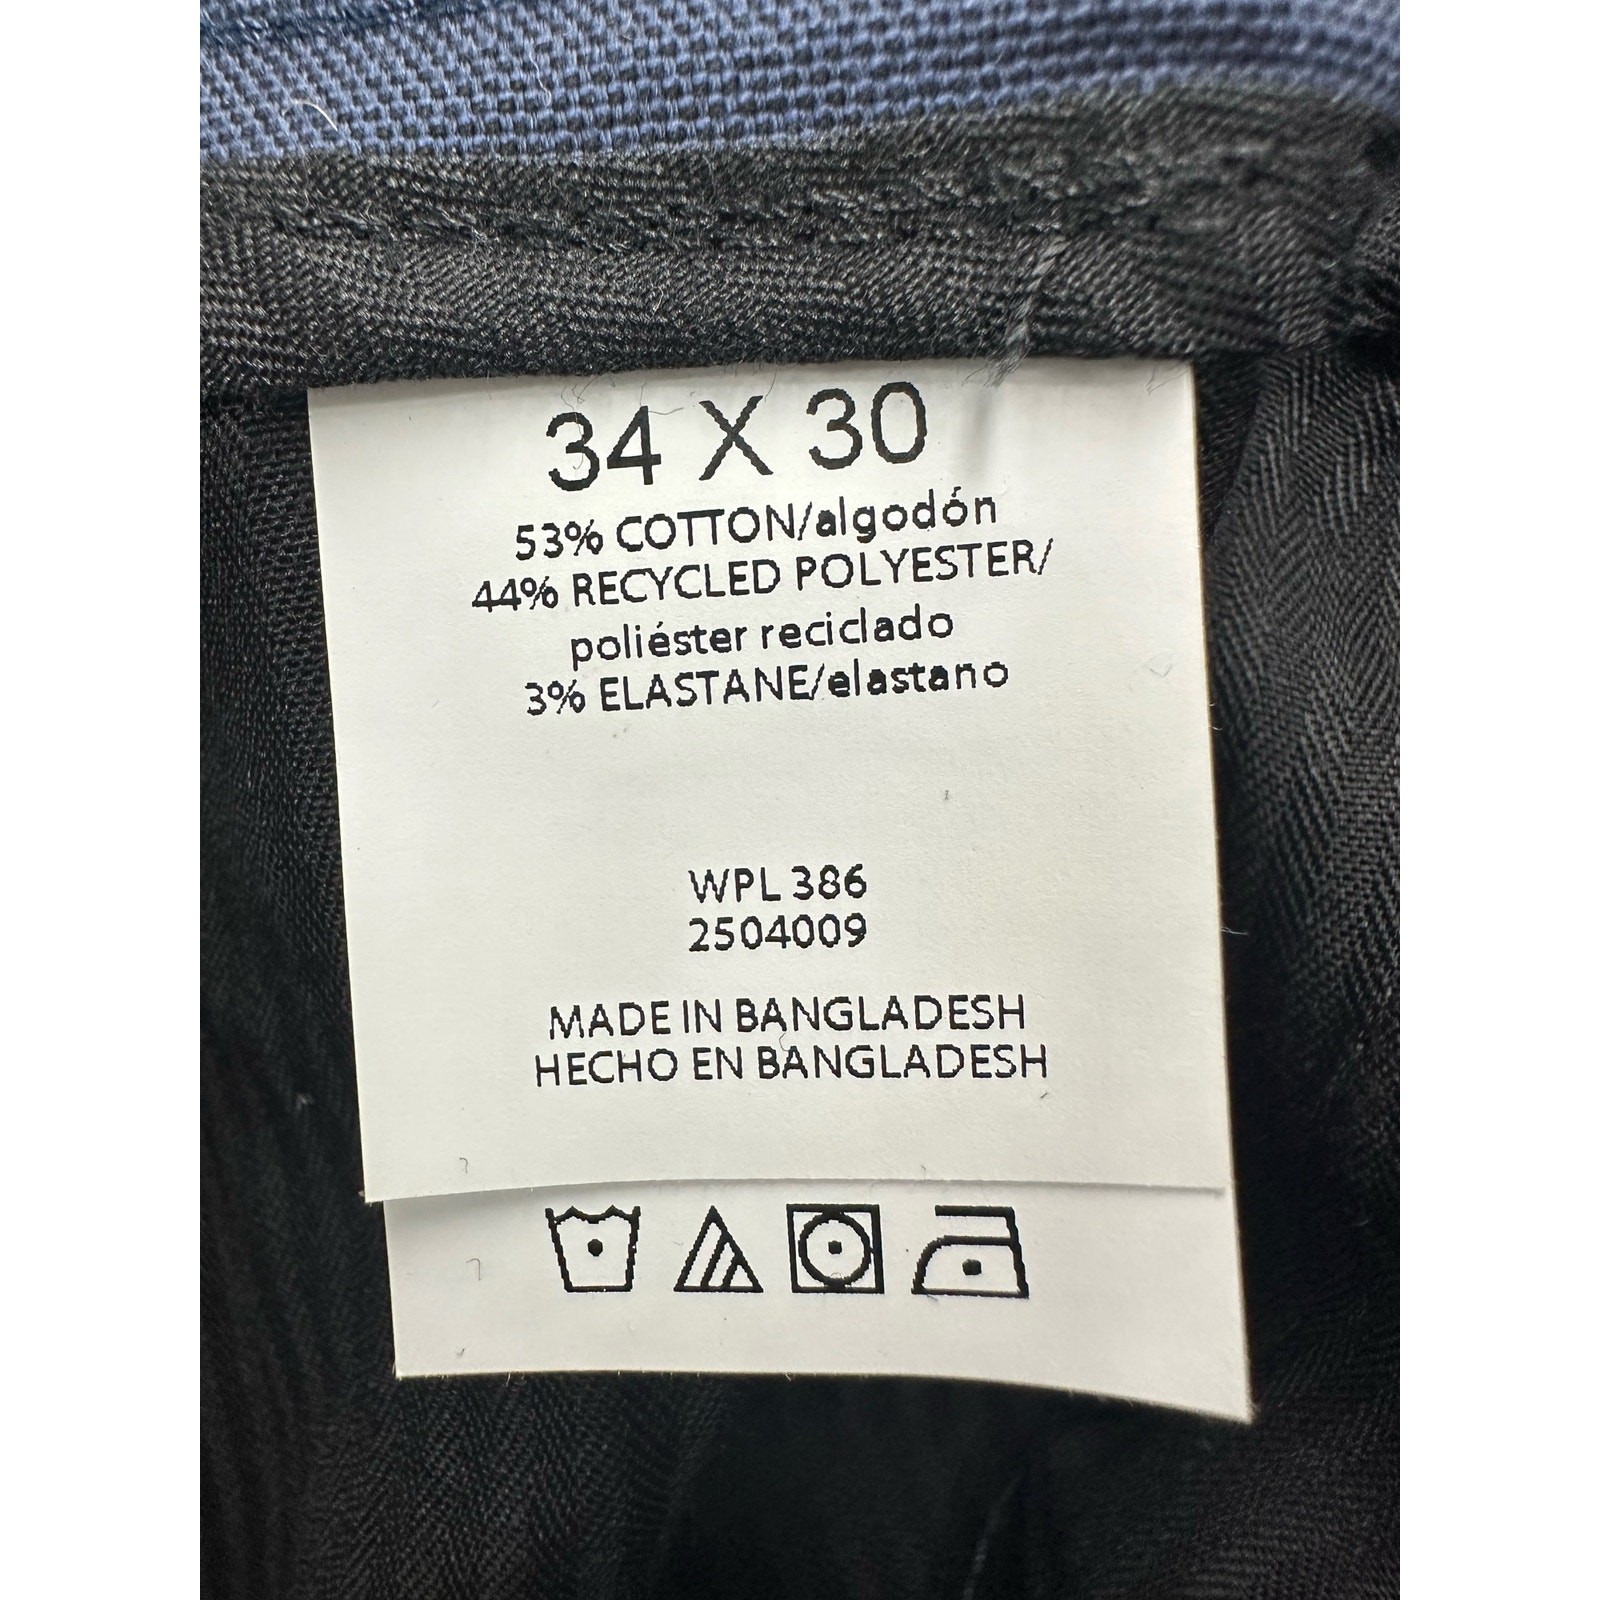 34 X 30
53% COTTON/algodón
44% RECYCLED POLYESTER/
poliéster reciclado
3% ELASTANE/elastano
WPL 386
2504009
MADE IN BANGLADESH
HECHO EN BANGLADESH